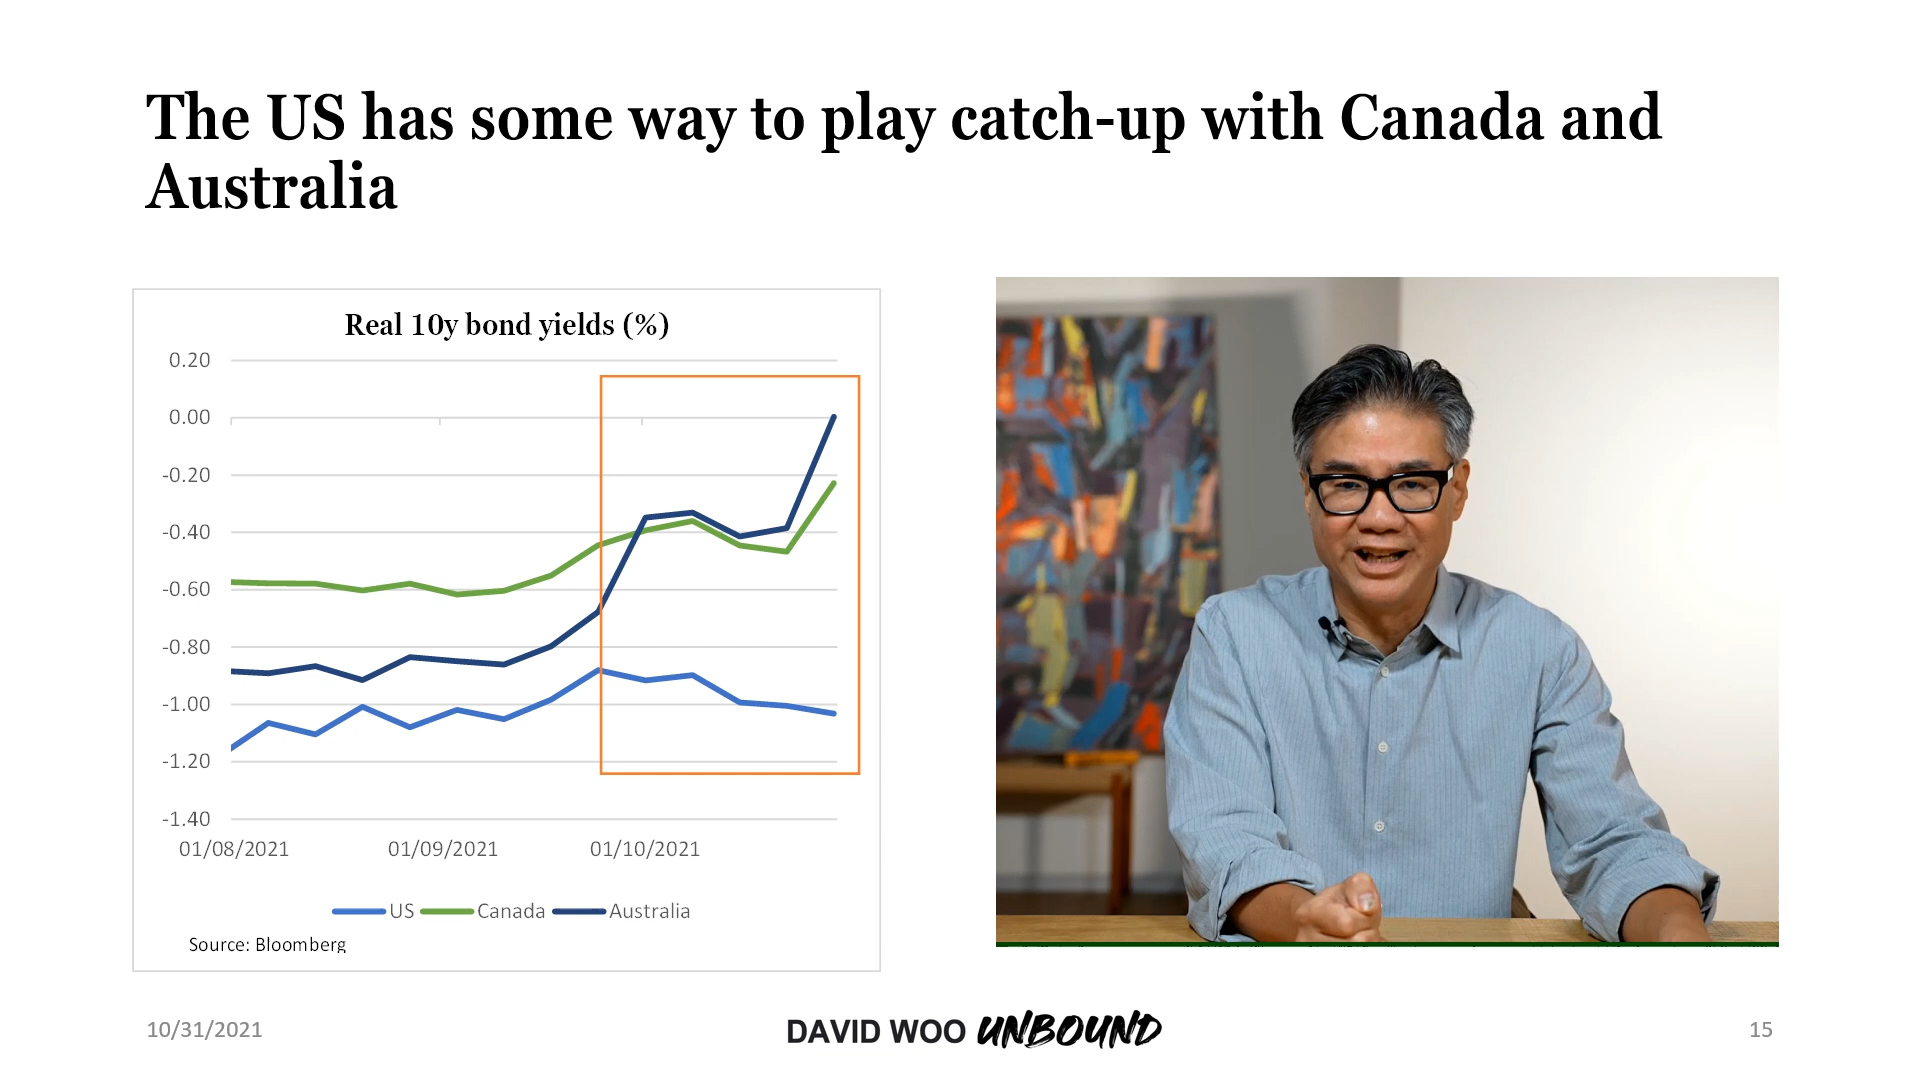 The US has some way to play catch-up with Canada and
Australia
Real 10y bond yields (%)
0.20
0.00
-0.20
-0.40
-0.60
-0.80
-1.00
-1.20
-1.40
01/08/2021 01/09/2021 01/10/2021
US Canada Australia
Source: Bloomberg
10/31/2021 DAVID WOO UNBOUND 15